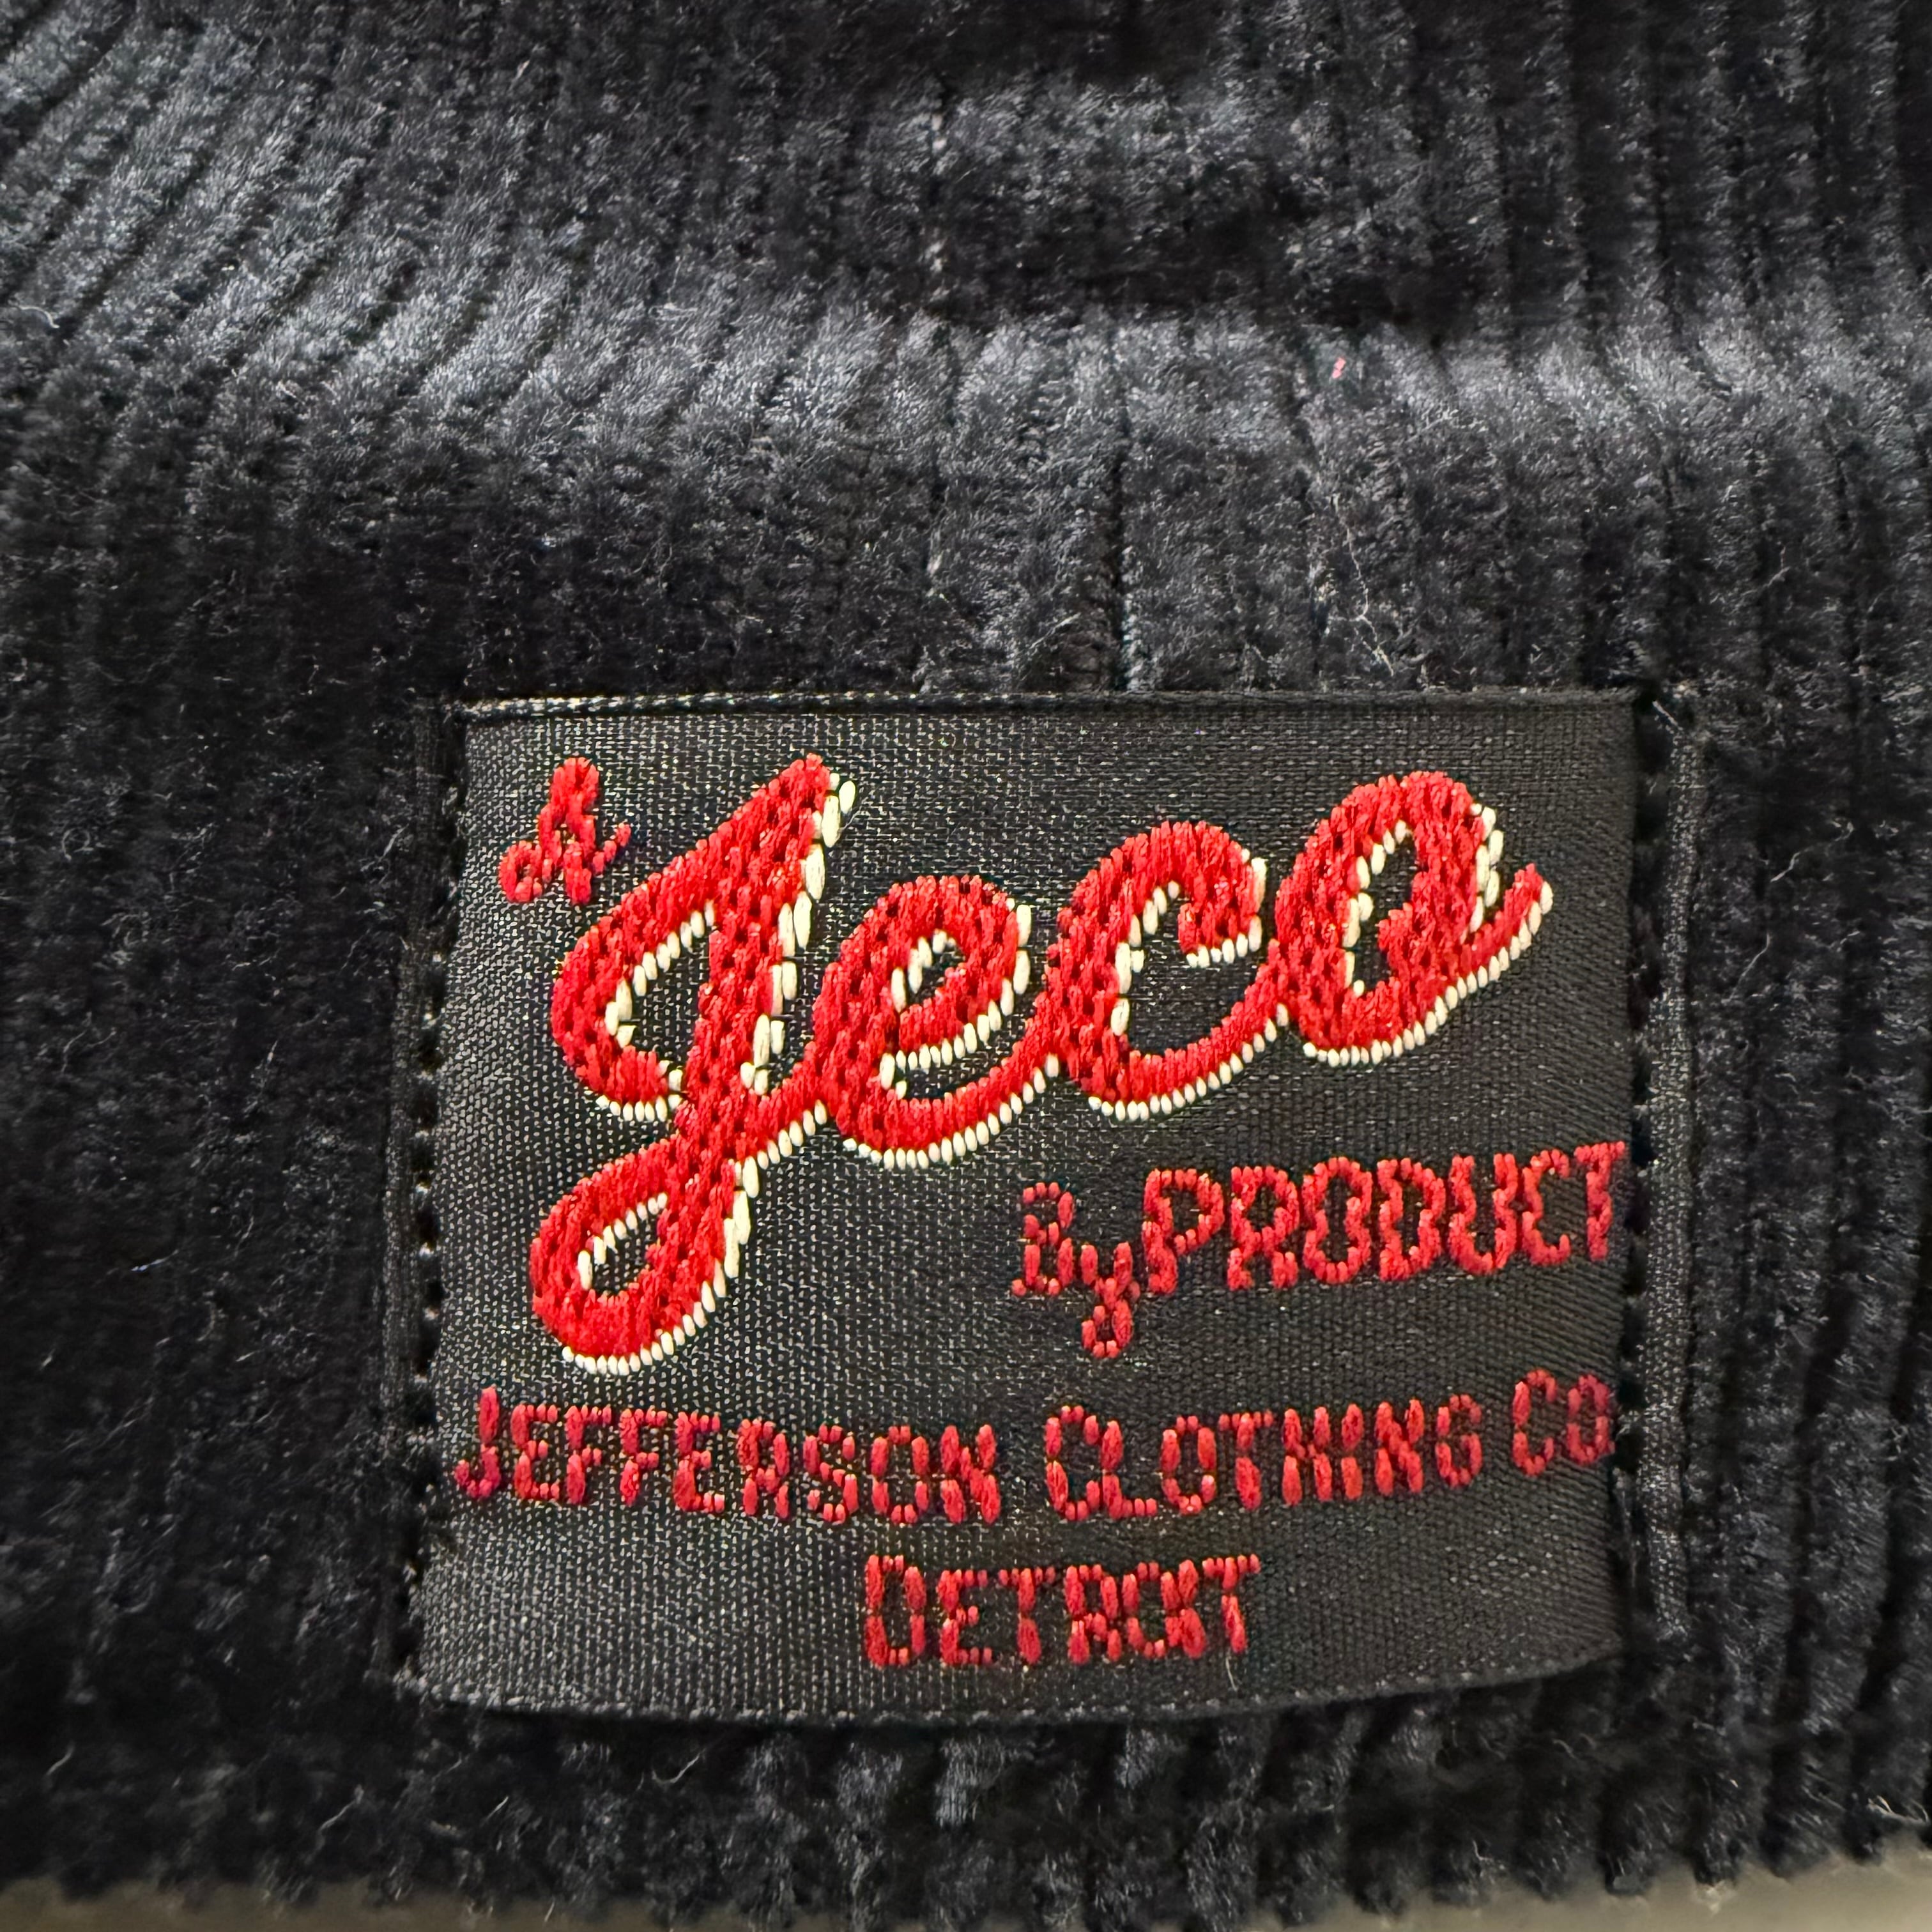 A Jeco
By PRODUCT
JEFFERSON CLOTHING CO
DETROIT